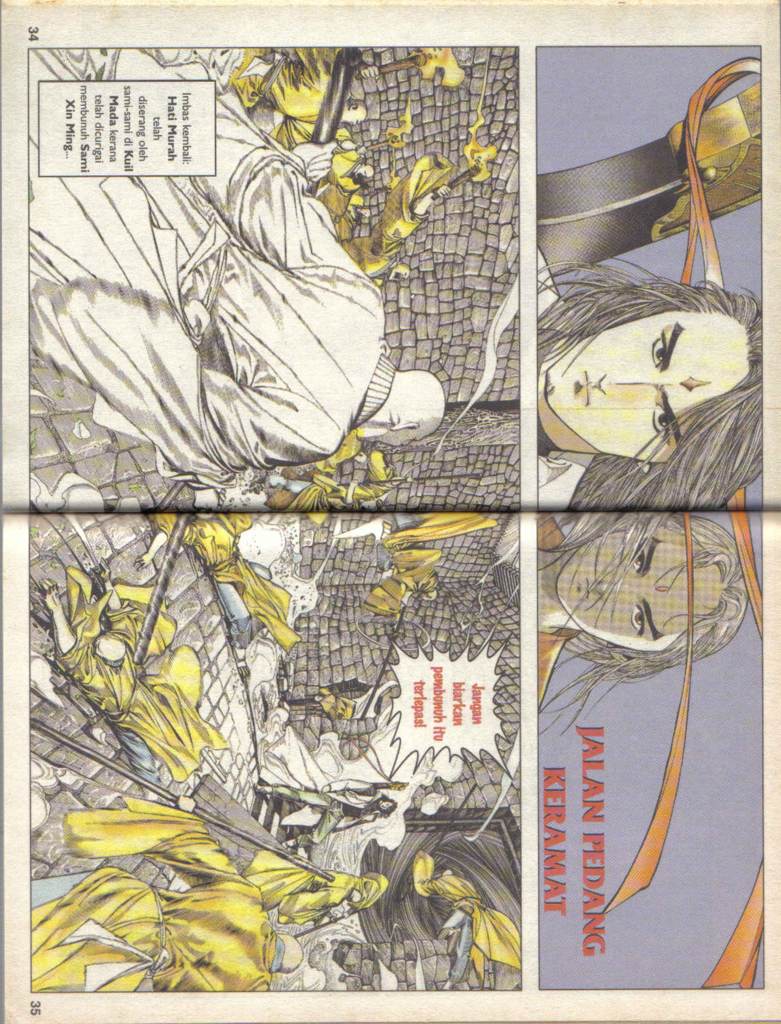 JALAN PEDANG
KERAMAT
Imbas kembali:
Hati Murah
telah
diserang oleh
sami-sami di Kuil
Mada kerana
telah dicurigai
membunuh Sami
Xin Ming...
Jangan
biarkan
pembunuh itu
terlepas!
34
35